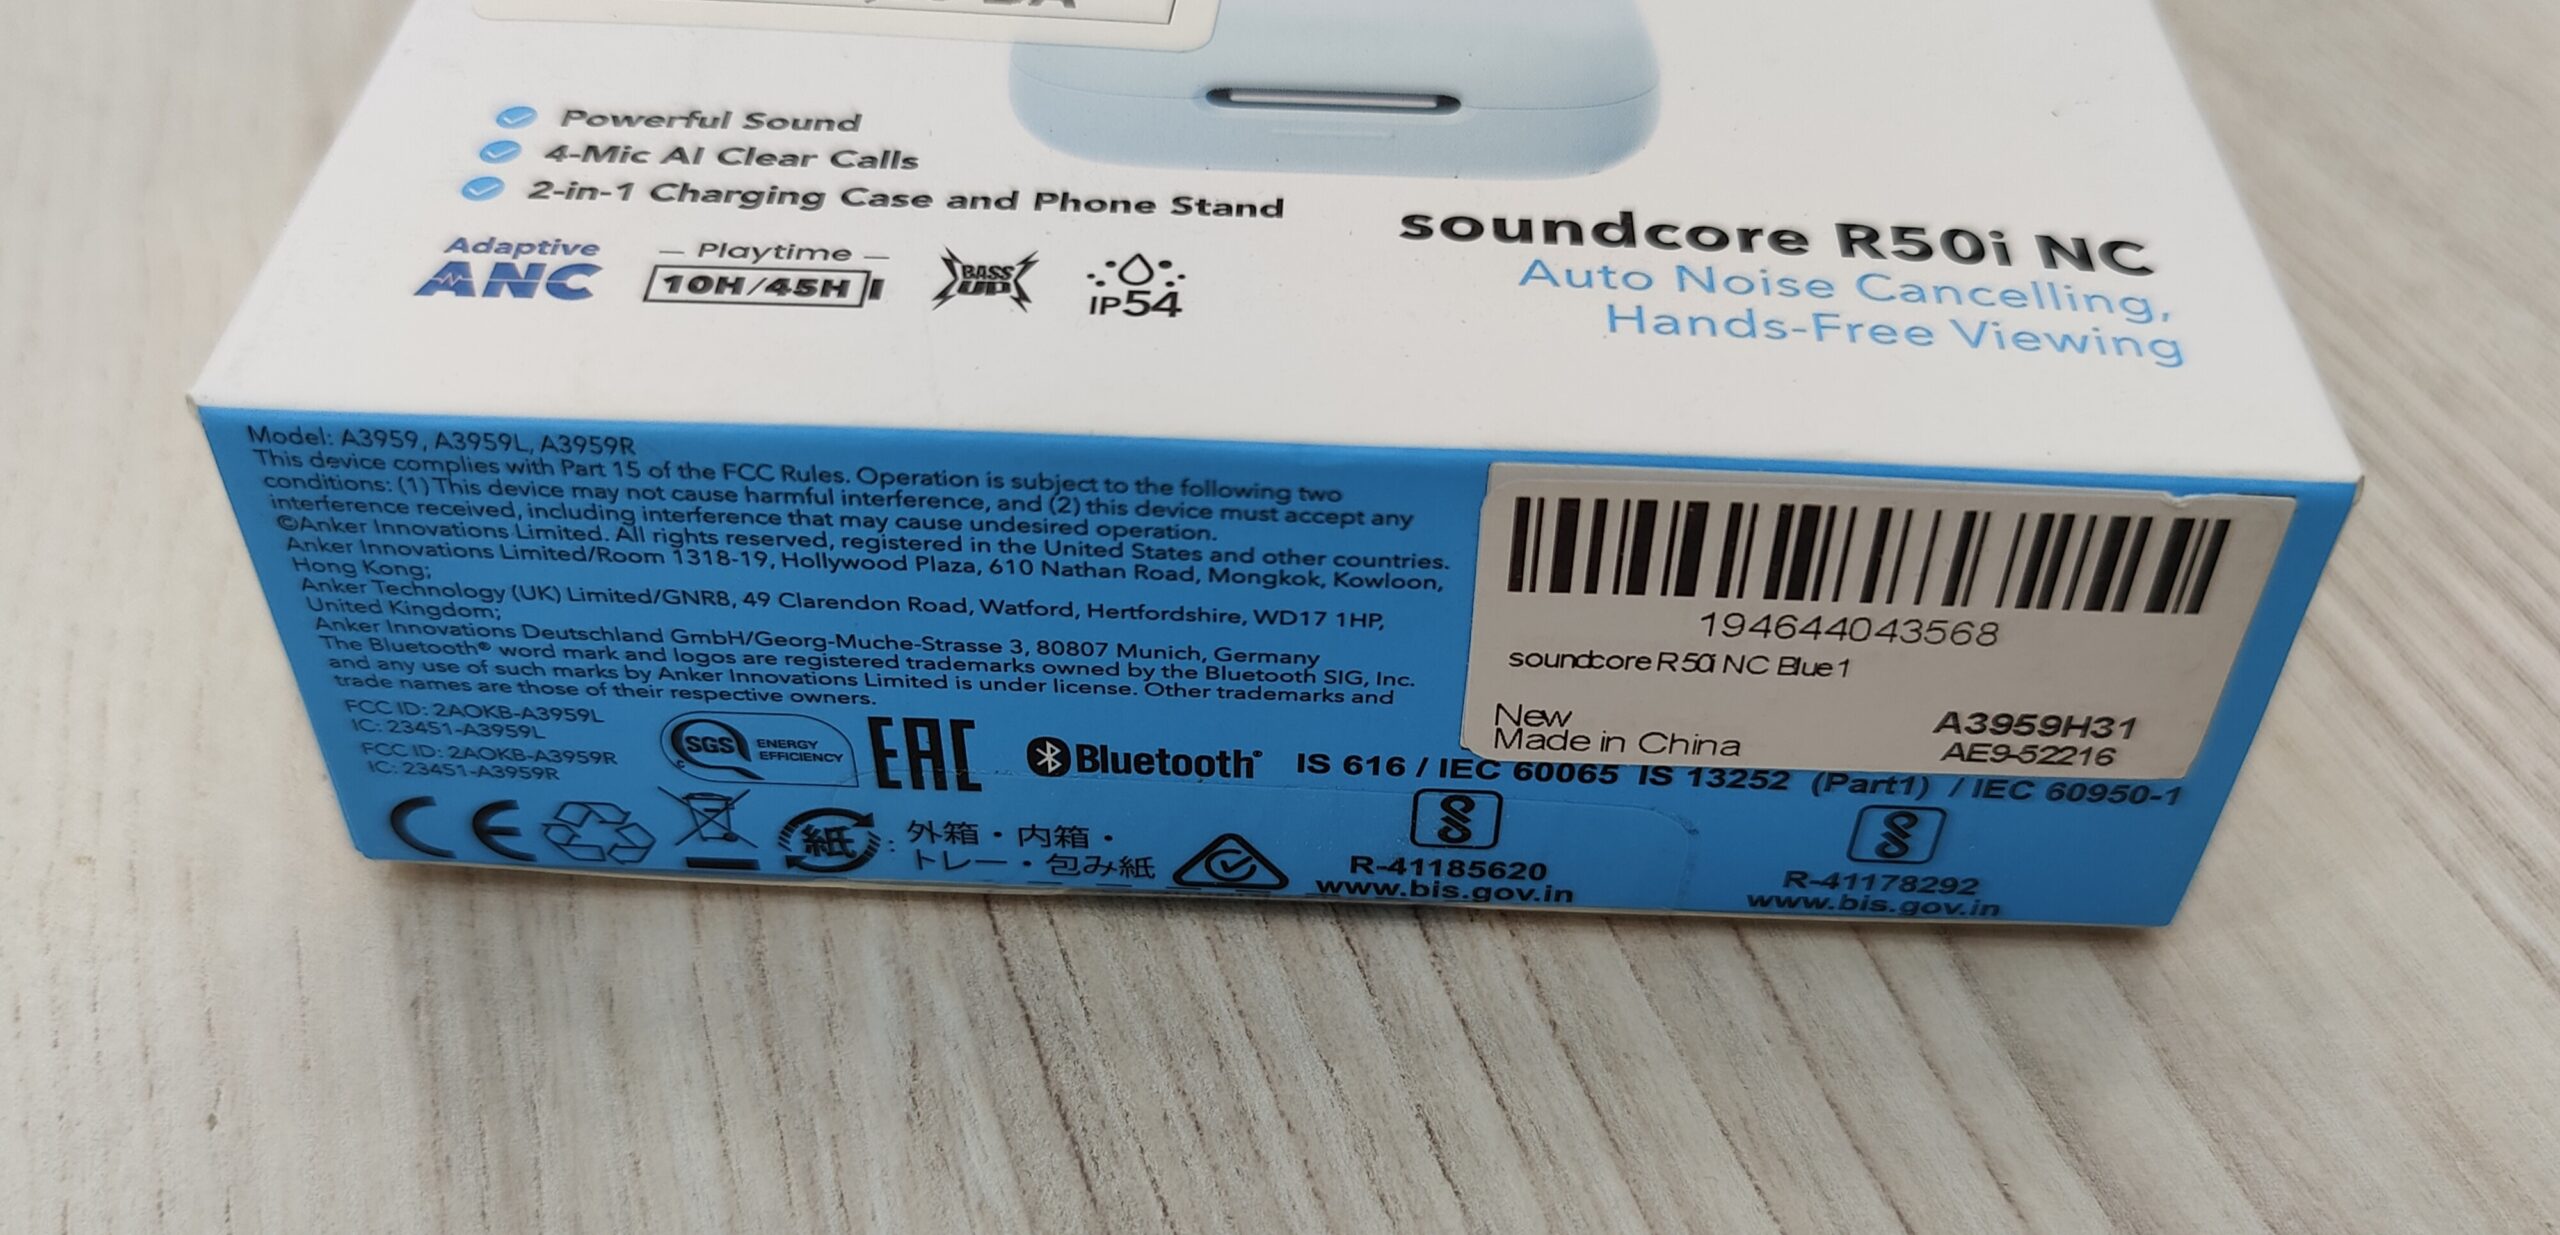 Powerful Sound
4-Mic AI Clear Calls
2-in-1 Charging Case and Phone Stand
Adaptive
ANC
Playtime
10H/45H
BASS
UP
IP54
soundcore R50i NC
Auto Noise Cancelling,
Hands-Free Viewing
Model: A3959, A3959L, A3959R
This device complies with Part 15 of the FCC Rules. Operation is subject to the following two
conditions: (1) This device may not cause harmful interference, and (2) this device must accept any
interference received, including interference that may cause undesired operation.
©Anker Innovations Limited. All rights reserved, registered in the United States and other countries.
Anker Innovations Limited/Room 1318-19, Hollywood Plaza, 610 Nathan Road, Mongkok, Kowloon,
Hong Kong;
Anker Technology (UK) Limited/GNR8, 49 Clarendon Road, Watford, Hertfordshire, WD17 1HP,
United Kingdom;
Anker Innovations Deutschland GmbH/Georg-Muche-Strasse 3, 80807 Munich, Germany
The Bluetooth® word mark and logos are registered trademarks owned by the Bluetooth SIG, Inc.
and any use of such marks by Anker Innovations Limited is under license. Other trademarks and
trade names are those of their respective owners.
FCC ID: 2AOKB-A3959L
IC: 23451-A3959L
FCC ID: 2AOKB-A3959R
IC: 23451-A3959R
SGS
ENERGY
EFFICIENCY
EAC
Bluetooth®
IS 616 / IEC 60065 IS 13252 (Part1) / IEC 60950-1
CE
紙: 外箱・内箱・
トレー・包み紙
R-41185620
www.bis.gov.in
R-41178292
www.bis.gov.in
194644043568
soundcore R50i NC Blue 1
New
Made in China
A3959H31
AE9-52216